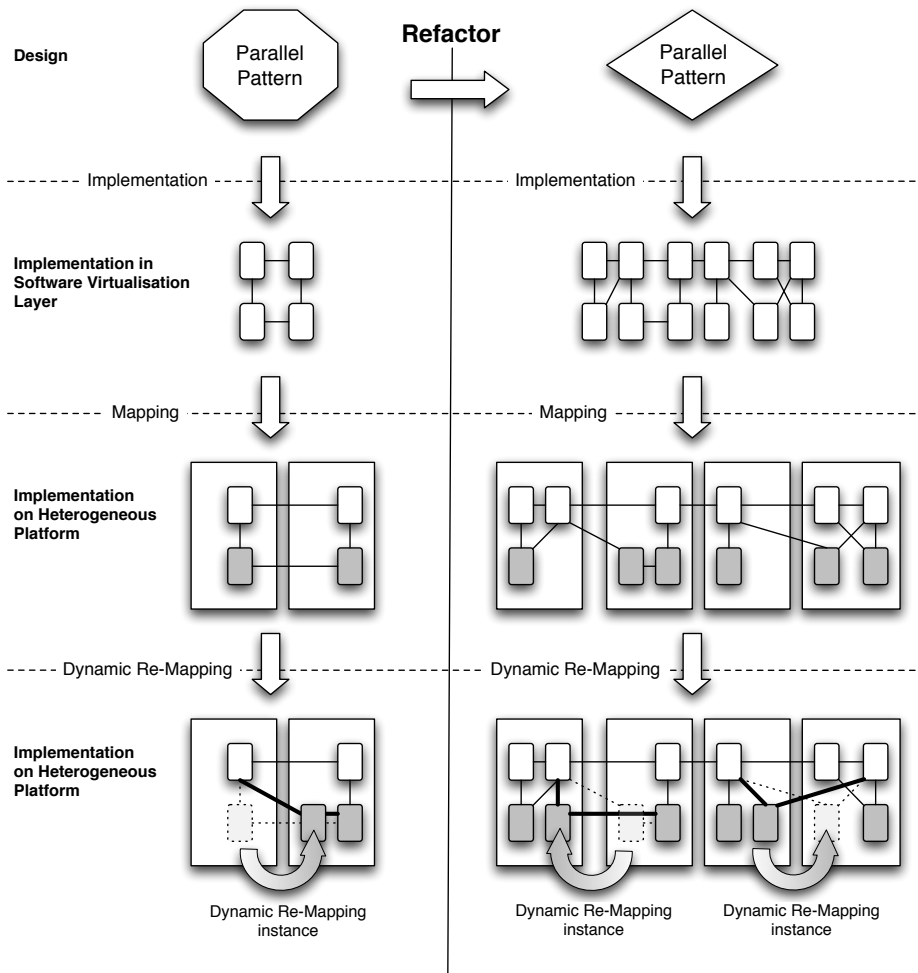 Refactor
Design
Parallel
Pattern
Parallel
Pattern
Implementation
Implementation
Implementation in
Software Virtualisation
Layer
Mapping
Mapping
Implementation
on Heterogeneous
Platform
Dynamic Re-Mapping
Dynamic Re-Mapping
Implementation
on Heterogeneous
Platform
Dynamic Re-Mapping
instance
Dynamic Re-Mapping
instance
Dynamic Re-Mapping
instance